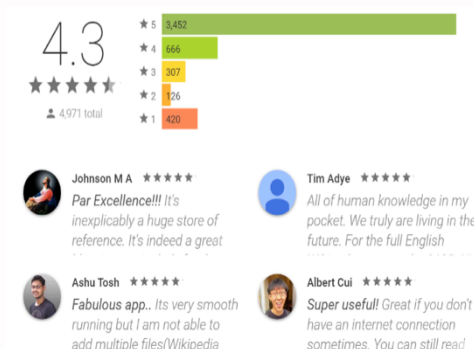 4.3
4,971 total
5 3,452
4 666
3 307
2 126
1 420
Johnson M A
Par Excellence!!! It's
inexplicably a huge store of
reference. It's indeed a great
Tim Adye
All of human knowledge in my
pocket. We truly are living in the
future. For the full English
Ashu Tosh
Fabulous app.. Its very smooth
running but I am not able to
add multiple files(Wikipedia
Albert Cui
Super useful! Great if you don't
have an internet connection
sometimes. You can still read